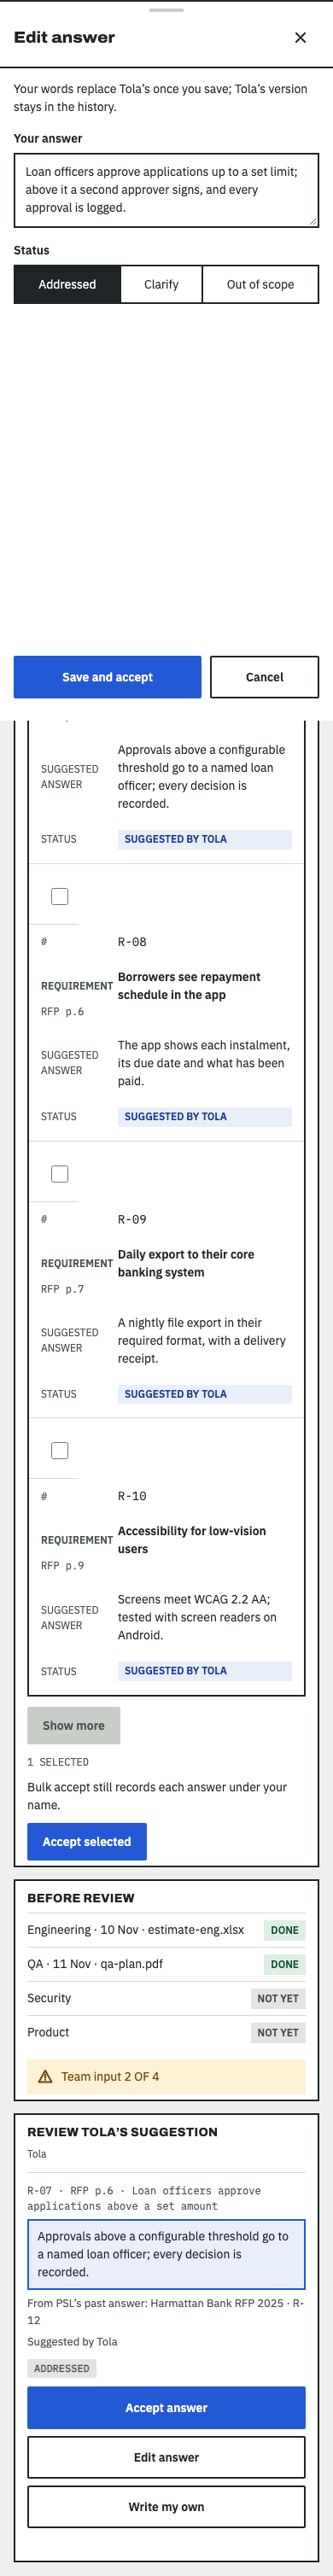 Edit answer
Your words replace Tola's once you save; Tola's version
stays in the history.
Your answer
Loan officers approve applications up to a set limit;
above it a second approver signs, and every
approval is logged.
Status
Addressed
Clarify
Out of scope
Save and accept
Cancel
SUGGESTED
ANSWER
Approvals above a configurable
threshold go to a named loan
officer; every decision is
recorded.
STATUS
SUGGESTED BY TOLA
#
R-08
REQUIREMENT
RFP p.6
Borrowers see repayment
schedule in the app
SUGGESTED
ANSWER
The app shows each instalment,
its due date and what has been
paid.
STATUS
SUGGESTED BY TOLA
#
R-09
REQUIREMENT
RFP p.7
Daily export to their core
banking system
SUGGESTED
ANSWER
A nightly file export in their
required format, with a delivery
receipt.
STATUS
SUGGESTED BY TOLA
#
R-10
REQUIREMENT
RFP p.9
Accessibility for low-vision
users
SUGGESTED
ANSWER
Screens meet WCAG 2.2 AA;
tested with screen readers on
Android.
STATUS
SUGGESTED BY TOLA
Show more
1 SELECTED
Bulk accept still records each answer under your
name.
Accept selected
BEFORE REVIEW
Engineering · 10 Nov · estimate-eng.xlsx
DONE
QA · 11 Nov · qa-plan.pdf
DONE
Security
NOT YET
Product
NOT YET
Team input 2 OF 4
REVIEW TOLA'S SUGGESTION
Tola
R-07 · RFP p.6 · Loan officers approve
applications above a set amount
Approvals above a configurable threshold go to
a named loan officer; every decision is
recorded.
From PSL's past answer: Harmattan Bank RFP 2025 · R-
12
Suggested by Tola
ADDRESSED
Accept answer
Edit answer
Write my own